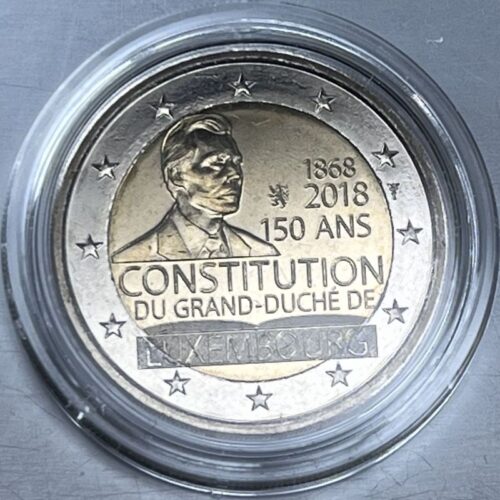 1868
2018
150 ANS
CONSTITUTION
DU GRAND-DUCHÉ DE
LUXEMBOURG